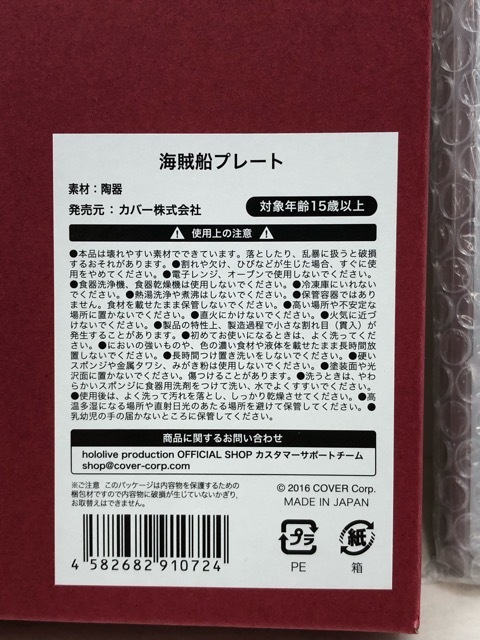 海賊船プレート
素材：陶器
発売元：カバー株式会社
対象年齢15歳以上
使用上の注意
●本品は壊れやすい素材でできています。落としたり、乱暴に扱うと破損
するおそれがあります。●割れや欠け、ひびなどが生じた場合、すぐに使用
をやめてください。●電子レンジ、オーブンで使用しないでください。
●食器洗浄機、食器乾燥機は使用しないでください。●冷凍庫にいれない
でください。●熱湯洗浄や煮沸はしないでください。●保管容器ではあり
ません。食材を載せたまま保管しないでください。●高い場所や不安定な
場所に置かないでください。●直火にかけないでください。●火気に近づ
けないでください。●製品の特性上、製造過程で小さな割れ目（貫入）が
発生することがあります。●初めてお使いになるときは、よく洗ってくださ
い。●においの強いものや、色の濃い食材や液体を載せたまま長時間放
置しないでください。●長時間つけ置き洗いをしないでください。●硬い
スポンジや金属タワシ、みがき粉は使用しないでください。●塗装面や光
沢面に置かないでください。傷つけることがあります。●洗うときは、やわ
らかいスポンジに食器用洗剤をつけて洗い、水でよくすすいでください。
●使用後は、よく洗って汚れを落とし、しっかり乾燥させてください。●高
温多湿になる場所や直射日光のあたる場所を避けて保管してください。
●乳幼児の手の届かないところに保管してください。
商品に関するお問い合わせ
hololive production OFFICIAL SHOP カスタマーサポートチーム
shop@cover-corp.com
※ご注意 このパッケージは内容物を保護するための
梱包材ですので内容物に破損が生じていないかぎり、
お取替えはできません。
© 2016 COVER Corp.
MADE IN JAPAN
4 582682 910724
プラ
PE
紙
箱